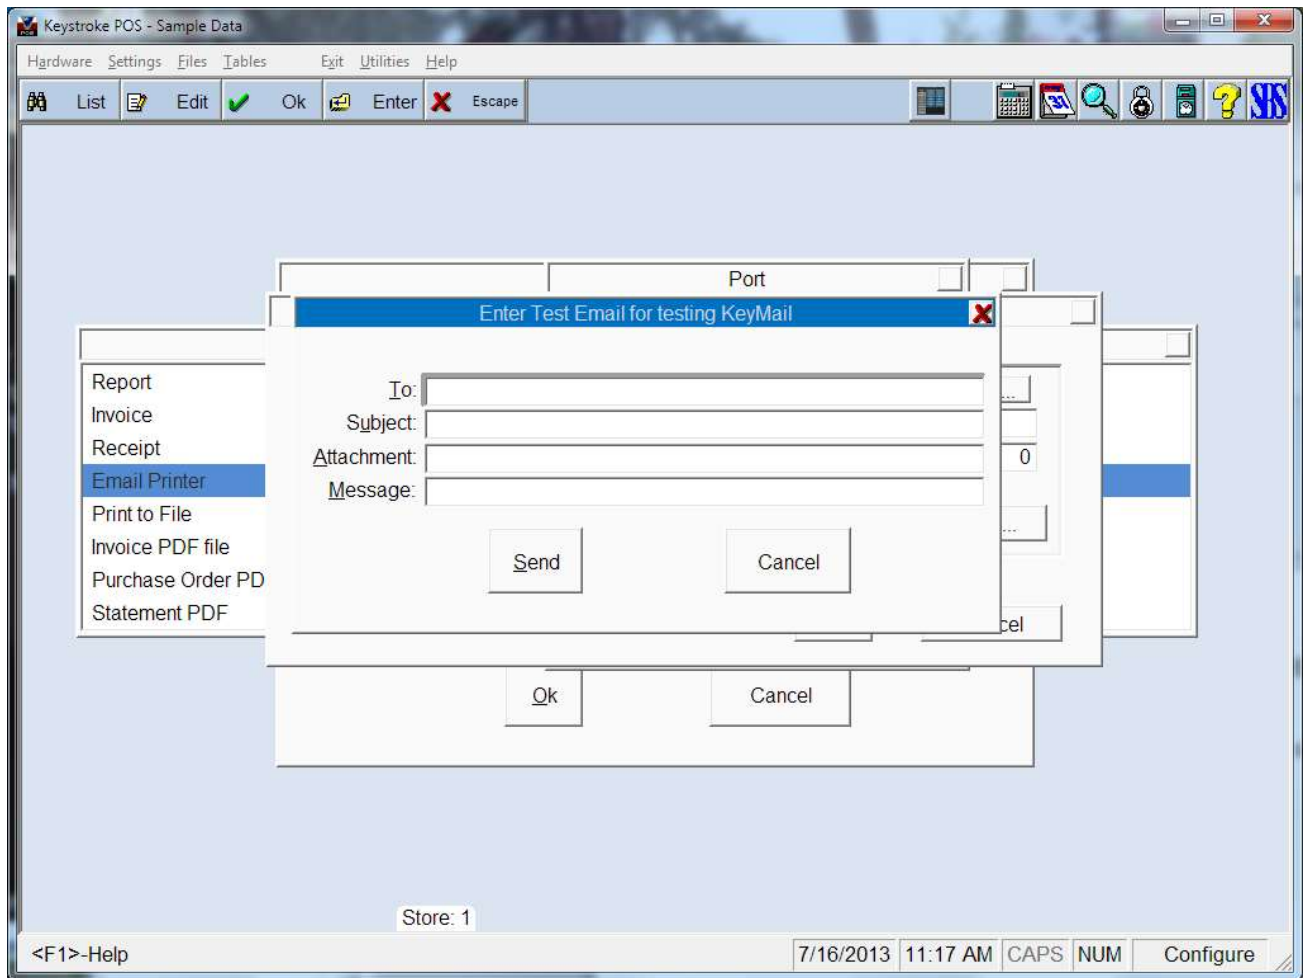 Keystroke POS - Sample Data
Hardware Settings Files Tables Exit Utilities Help
List Edit Ok Enter Escape
31 SBS
Port
Enter Test Email for testing KeyMail
To:
Subject:
Attachment:
Message:
Send Cancel
Report
Invoice
Receipt
Email Printer
Print to File
Invoice PDF file
Purchase Order PD
Statement PDF
...
0
...
cel
Ok Cancel
Store: 1
<F1>-Help 7/16/2013 11:17 AM CAPS NUM Configure